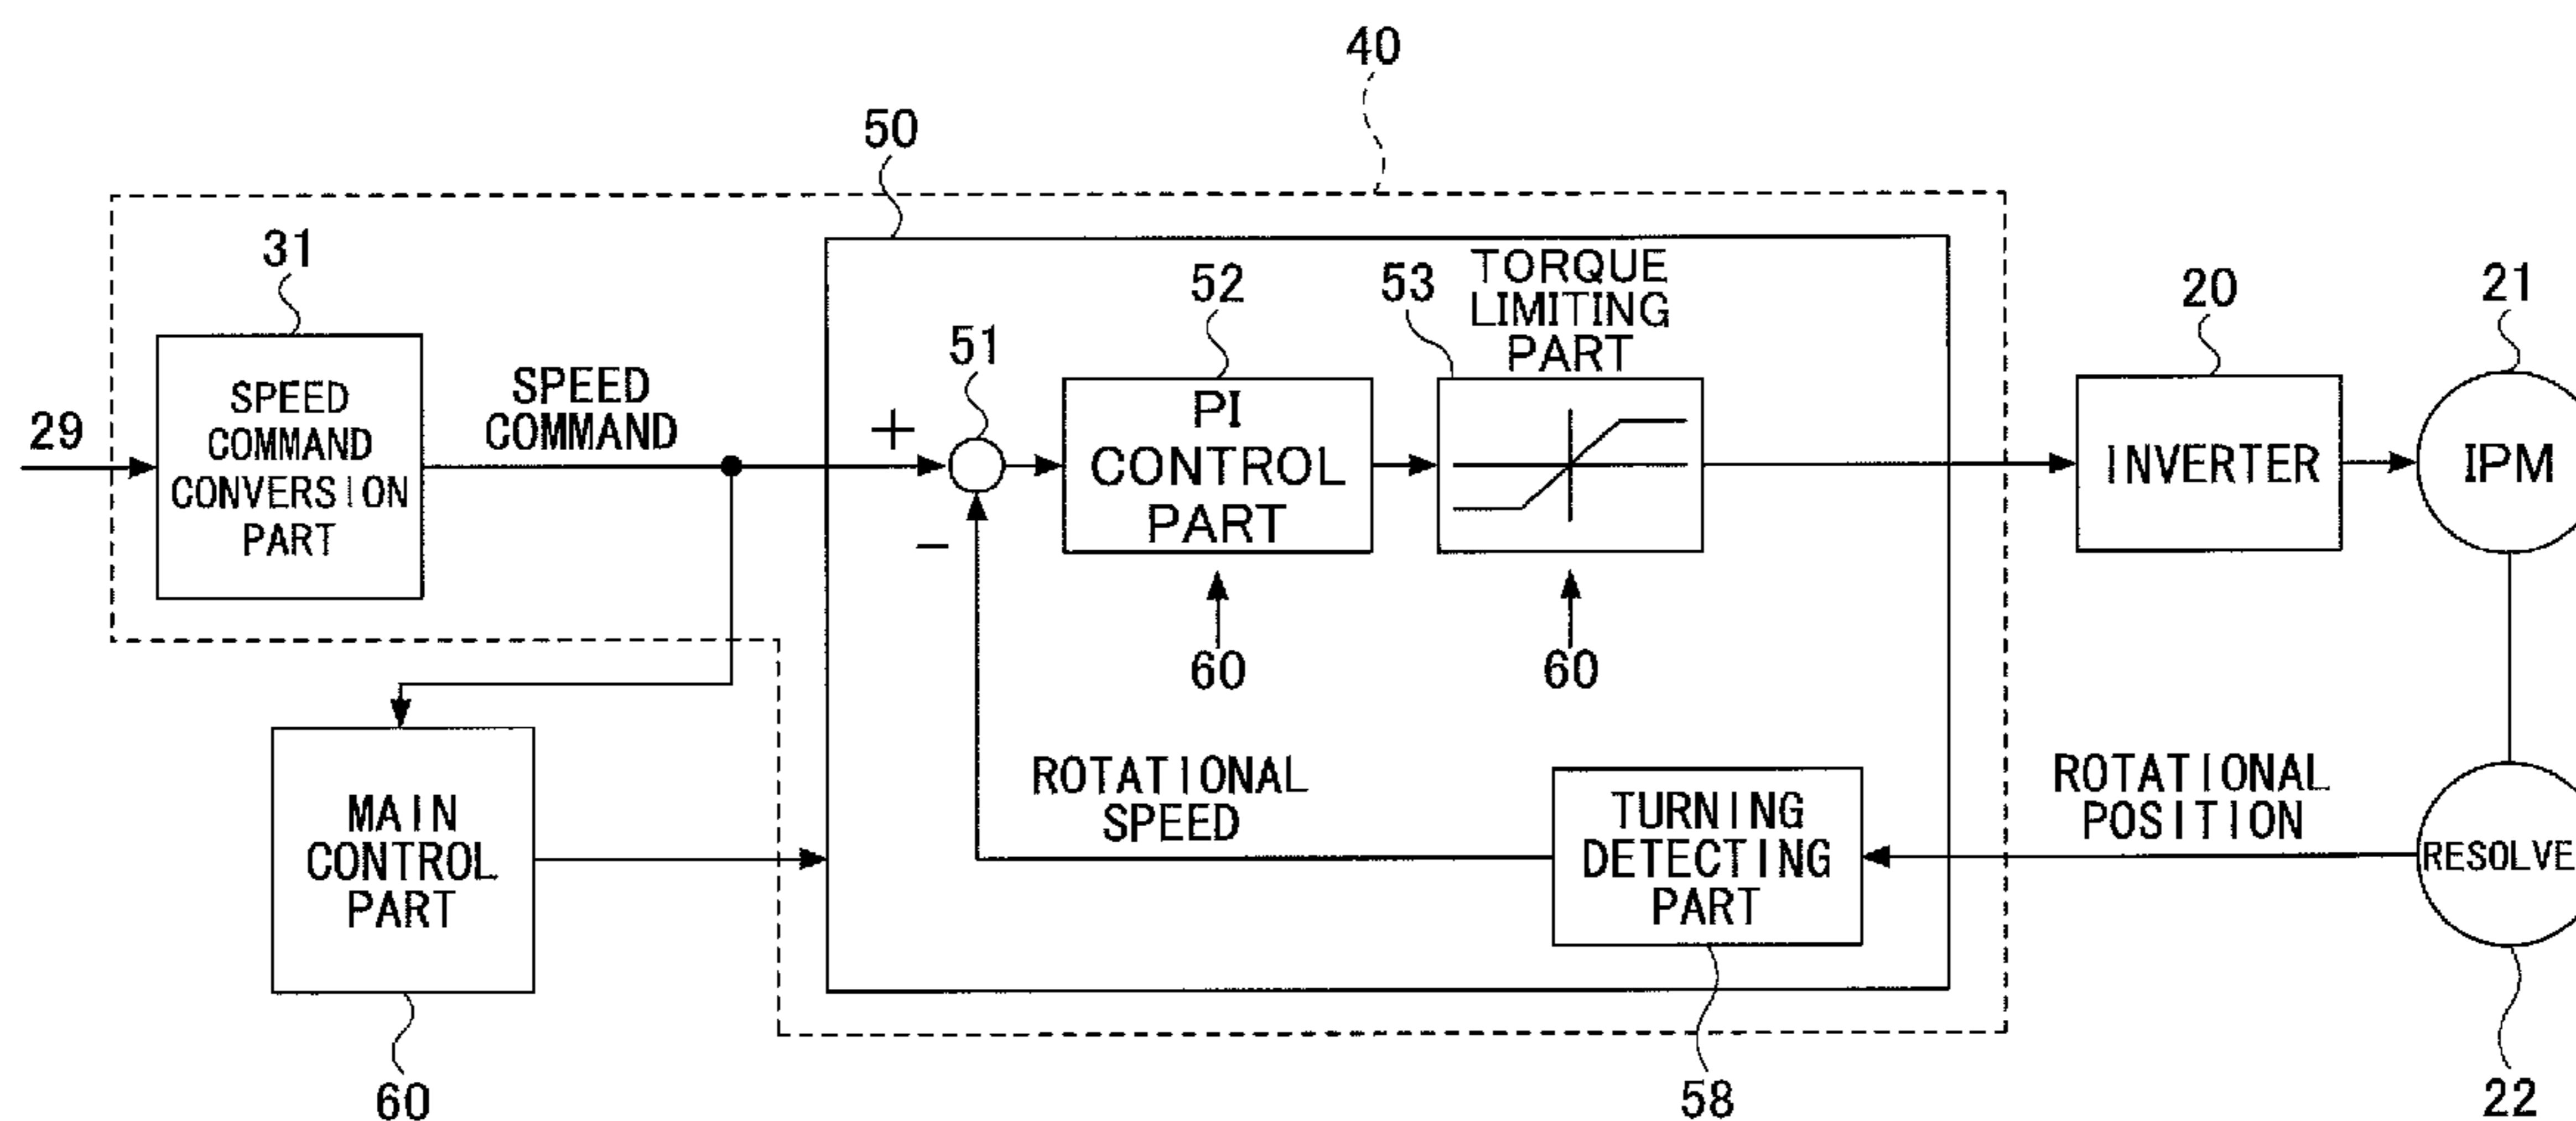 40
50
31
SPEED
COMMAND
CONVERSION
PART
29
SPEED
COMMAND
+
−
51
52
PI
CONTROL
PART
60
53
TORQUE
LIMITING
PART
60
20
INVERTER
21
IPM
MAIN
CONTROL
PART
60
ROTATIONAL
SPEED
TURNING
DETECTING
PART
58
ROTATIONAL
POSITION
RESOLVE
22